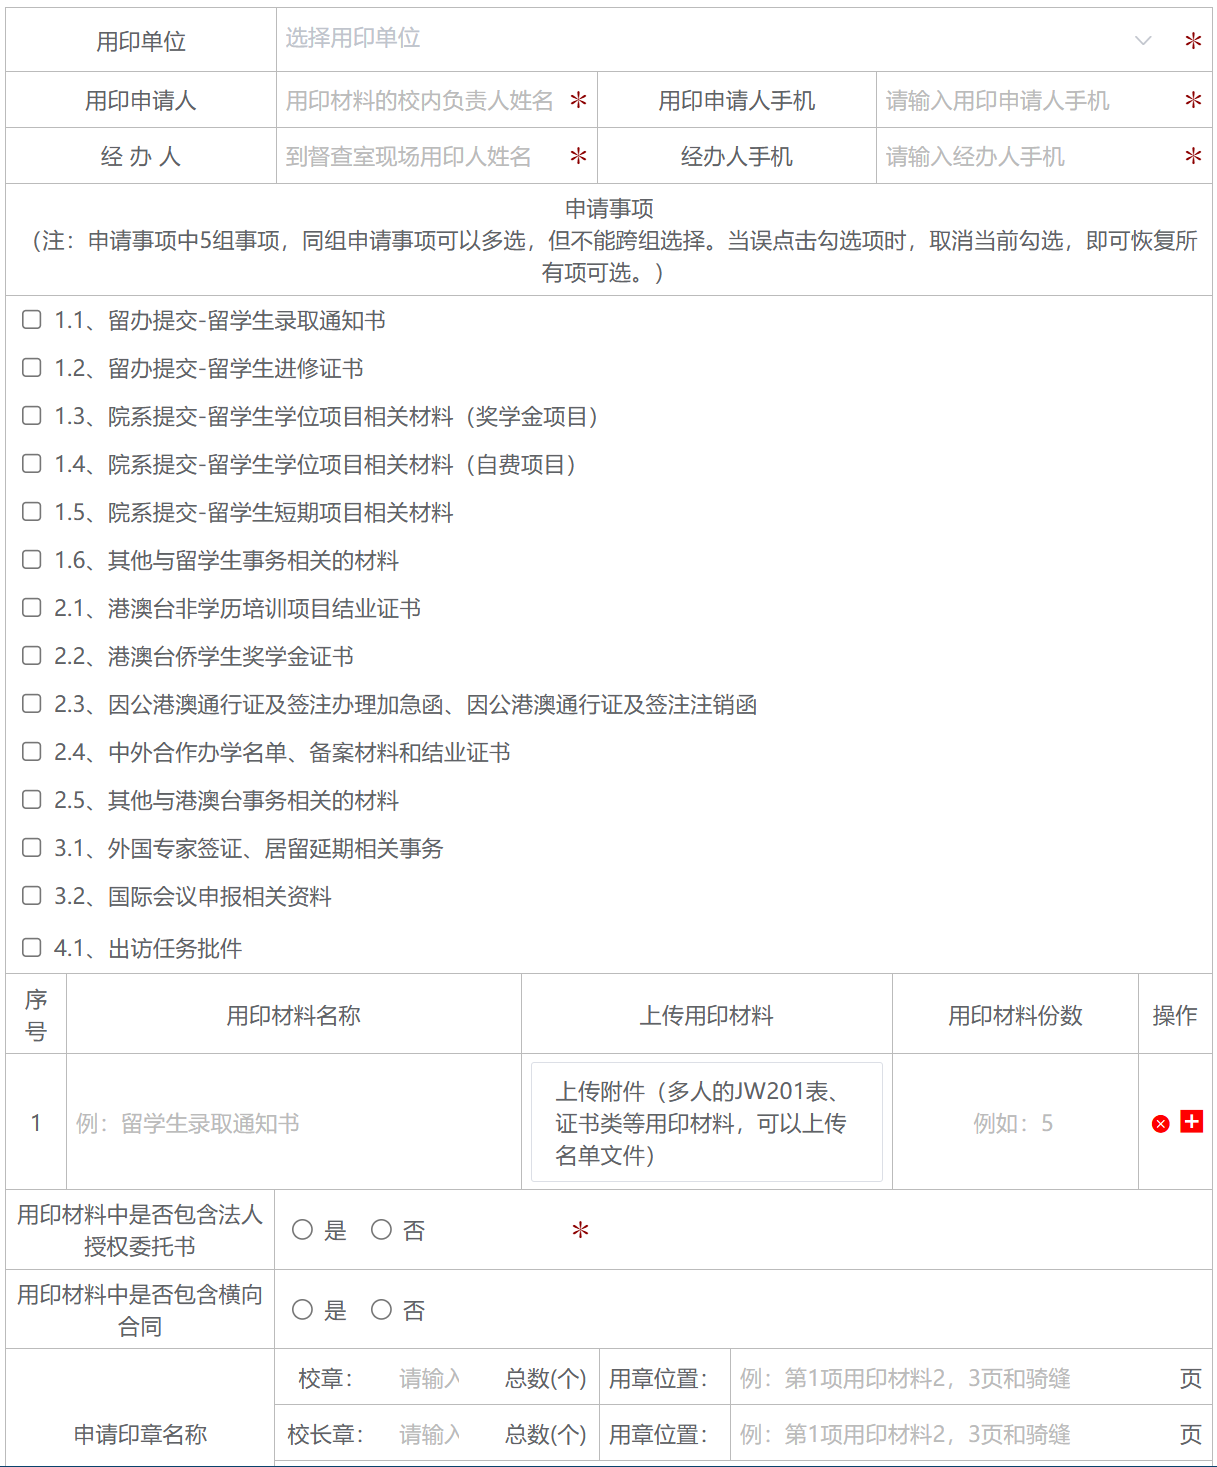 用印单位 选择用印单位 *
用印申请人 用印材料的校内负责人姓名 * 用印申请人手机 请输入用印申请人手机 *
经 办 人 到督查室现场用印人姓名 * 经办人手机 请输入经办人手机 *
申请事项
（注：申请事项中5组事项，同组申请事项可以多选，但不能跨组选择。当误点击勾选项时，取消当前勾选，即可恢复所
有项可选。）
1.1、留办提交-留学生录取通知书
1.2、留办提交-留学生进修证书
1.3、院系提交-留学生学位项目相关材料（奖学金项目）
1.4、院系提交-留学生学位项目相关材料（自费项目）
1.5、院系提交-留学生短期项目相关材料
1.6、其他与留学生事务相关的材料
2.1、港澳台非学历培训项目结业证书
2.2、港澳台侨学生奖学金证书
2.3、因公港澳通行证及签注办理加急函、因公港澳通行证及签注注销函
2.4、中外合作办学名单、备案材料和结业证书
2.5、其他与港澳台事务相关的材料
3.1、外国专家签证、居留延期相关事务
3.2、国际会议申报相关资料
4.1、出访任务批件
序
号
用印材料名称 上传用印材料 用印材料份数 操作
1 例：留学生录取通知书
上传附件（多人的JW201表、
证书类等用印材料，可以上传
名单文件）
例如：5
用印材料中是否包含法人
授权委托书
是 否 *
用印材料中是否包含横向
合同
是 否
申请印章名称
校章： 请输入 总数(个) 用章位置： 例：第1项用印材料2，3页和骑缝 页
校长章： 请输入 总数(个) 用章位置： 例：第1项用印材料2，3页和骑缝 页